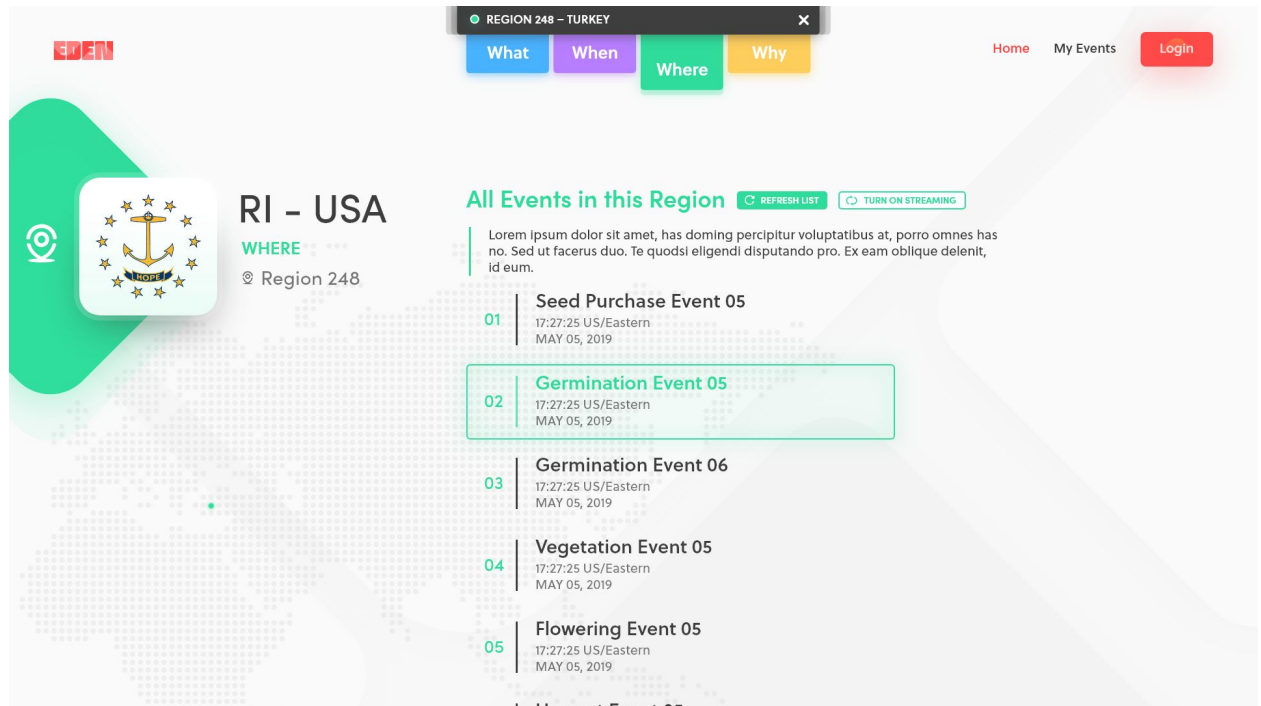 REGION 248 – TURKEY
EDEN
What
When
Where
Why
Home
My Events
Login
RI – USA
WHERE
Region 248
HOPE
All Events in this Region
REFRESH LIST
TURN ON STREAMING
Lorem ipsum dolor sit amet, has doming percipitur voluptatibus at, porro omnes has
no. Sed ut facerus duo. Te quodsi eligendi disputando pro. Ex eam oblique delenit,
id eum.
01
Seed Purchase Event 05
17:27:25 US/Eastern
MAY 05, 2019
02
Germination Event 05
17:27:25 US/Eastern
MAY 05, 2019
03
Germination Event 06
17:27:25 US/Eastern
MAY 05, 2019
04
Vegetation Event 05
17:27:25 US/Eastern
MAY 05, 2019
05
Flowering Event 05
17:27:25 US/Eastern
MAY 05, 2019